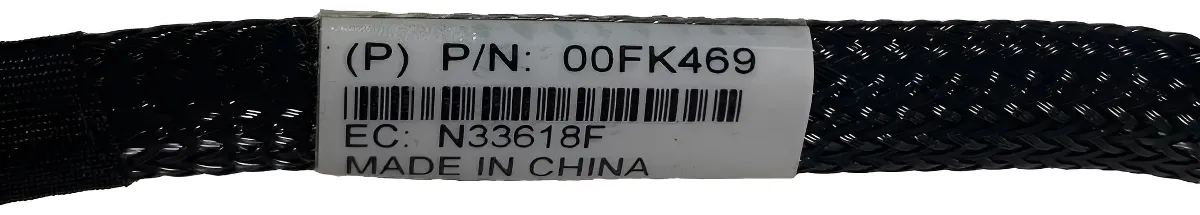 (P) P/N: 00FK469
EC: N33618F
MADE IN CHINA